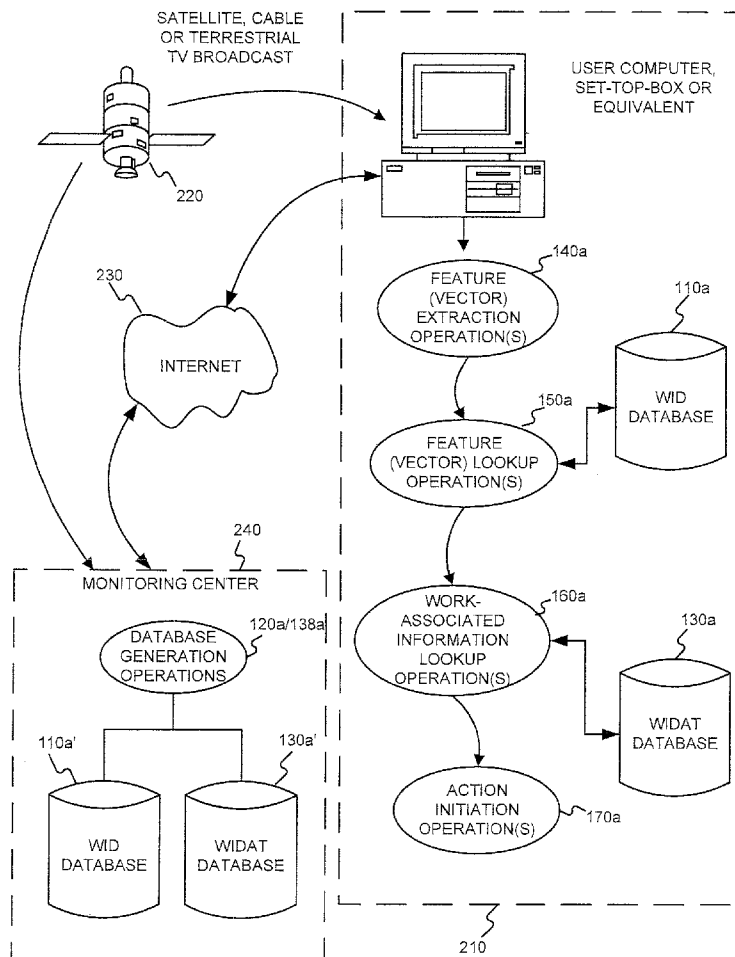 SATELLITE, CABLE
OR TERRESTRIAL
TV BROADCAST
USER COMPUTER,
SET-TOP-BOX OR
EQUIVALENT
220
230
INTERNET
140a
FEATURE
(VECTOR)
EXTRACTION
OPERATION(S)
110a
WID
DATABASE
150a
FEATURE
(VECTOR) LOOKUP
OPERATION(S)
240
MONITORING CENTER
DATABASE
GENERATION
OPERATIONS
120a/138a
110a'
WID
DATABASE
130a'
WIDAT
DATABASE
160a
WORK-
ASSOCIATED
INFORMATION
LOOKUP
OPERATION(S)
130a
WIDAT
DATABASE
ACTION
INITIATION
OPERATION(S)
170a
210